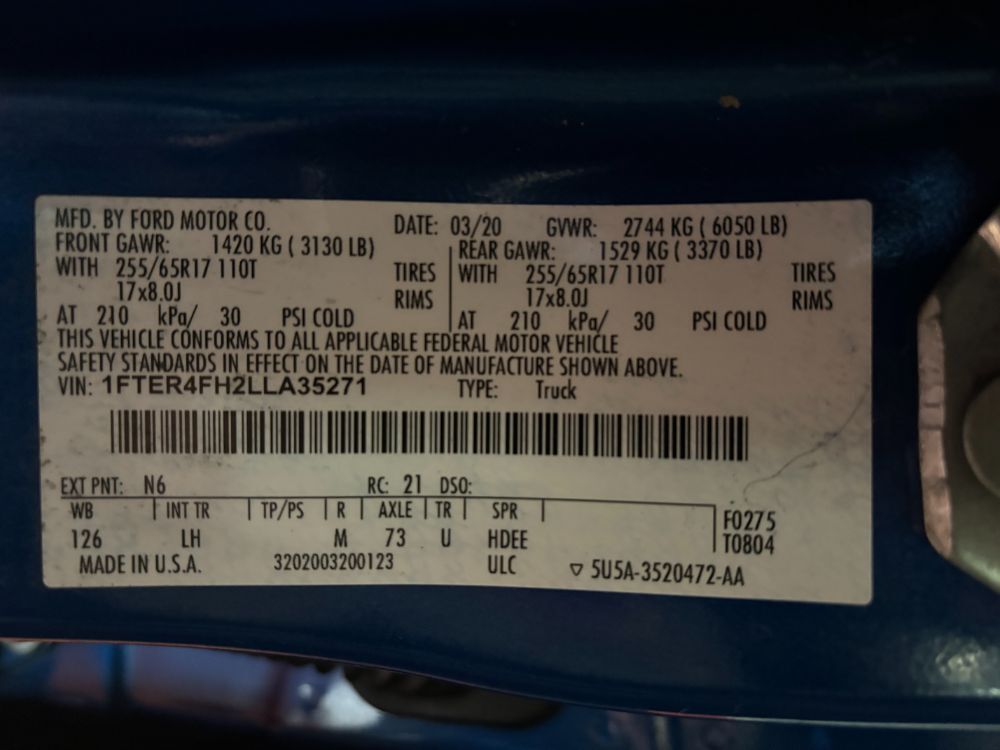 MFD. BY FORD MOTOR CO. DATE: 03/20 GVWR: 2744 KG ( 6050 LB)
FRONT GAWR: 1420 KG ( 3130 LB) REAR GAWR: 1529 KG ( 3370 LB)
WITH 255/65R17 110T TIRES WITH 255/65R17 110T TIRES
17x8.0J RIMS 17x8.0J RIMS
AT 210 kPa/ 30 PSI COLD AT 210 kPa/ 30 PSI COLD
THIS VEHICLE CONFORMS TO ALL APPLICABLE FEDERAL MOTOR VEHICLE
SAFETY STANDARDS IN EFFECT ON THE DATE OF MANUFACTURE SHOWN ABOVE.
VIN: 1FTER4FH2LLA35271 TYPE: Truck
EXT PNT: N6 RC: 21 DSO:
WB INT TR TP/PS R AXLE TR SPR F0275
126 LH M 73 U HDEE T0804
MADE IN U.S.A. 3202003200123 ULC ▽ 5U5A-3520472-AA